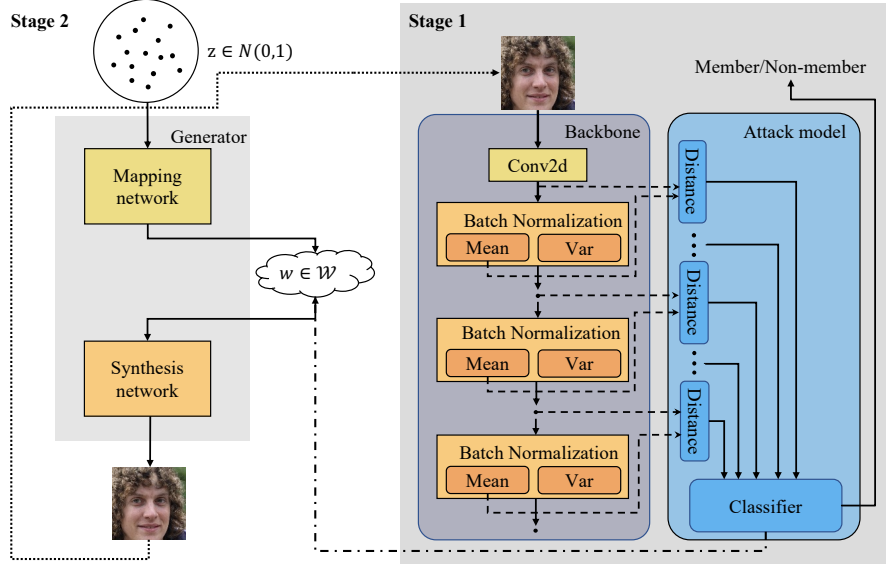 Stage 2
z ∈ N(0,1)
Generator
Mapping
network
w ∈ 𝒲
Synthesis
network
Stage 1
Member/Non-member
Backbone
Attack model
Conv2d
Batch Normalization
Mean
Var
Batch Normalization
Mean
Var
Batch Normalization
Mean
Var
Distance
Distance
Distance
Classifier